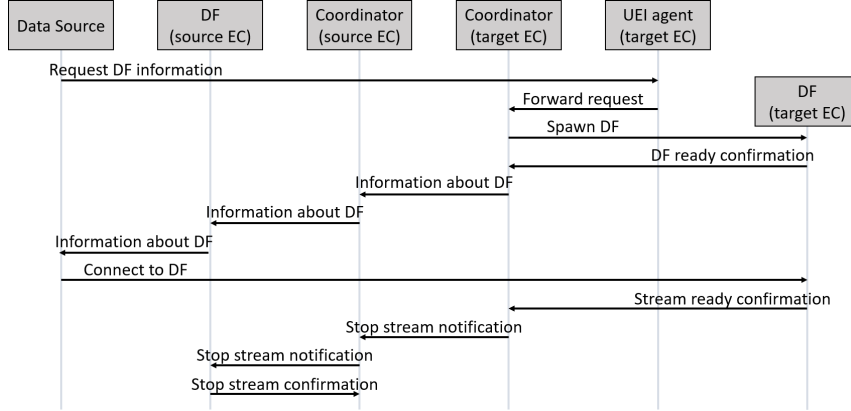 Data Source
DF
(source EC)
Coordinator
(source EC)
Coordinator
(target EC)
UEI agent
(target EC)
Request DF information
DF
(target EC)
Forward request
Spawn DF
DF ready confirmation
Information about DF
Information about DF
Information about DF
Connect to DF
Stream ready confirmation
Stop stream notification
Stop stream notification
Stop stream confirmation